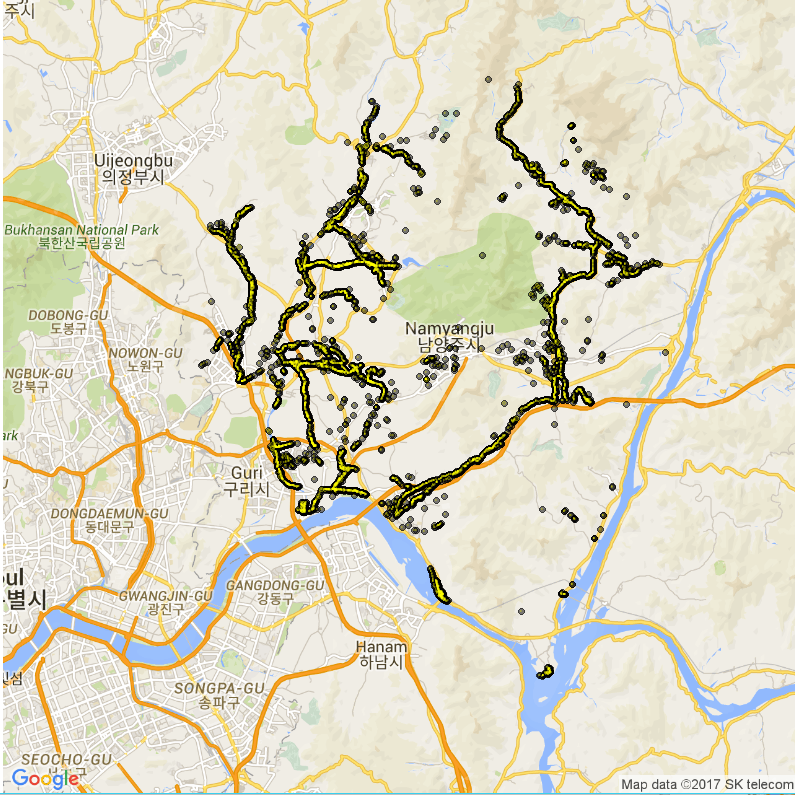 주시
Uijeongbu
의정부시
Bukhansan National Park
북한산국립공원
DOBONG-GU
도봉구
Namyangju
남양주시
NOWON-GU
노원구
NGBUK-GU
강북구
ark
Guri
구리시
DONGDAEMUN-GU
동대문구
oul
별시
GWANGJIN-GU
광진구
GANGDONG-GU
강동구
Hanam
하남시
SONGPA-GU
송파구
SEOCHO-GU
Google
Map data ©2017 SK telecom